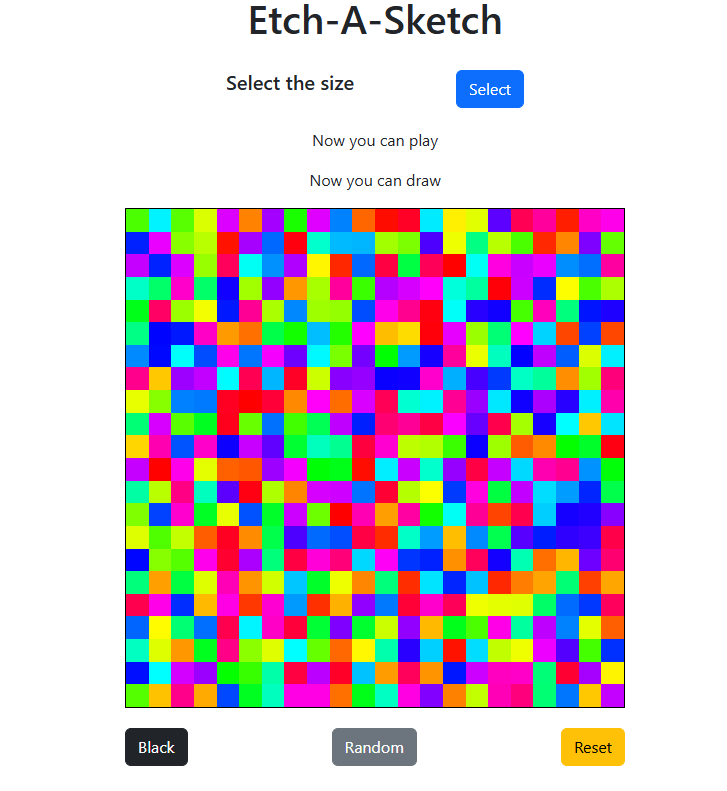 Etch-A-Sketch
Select the size
Select
Now you can play
Now you can draw
Black
Random
Reset